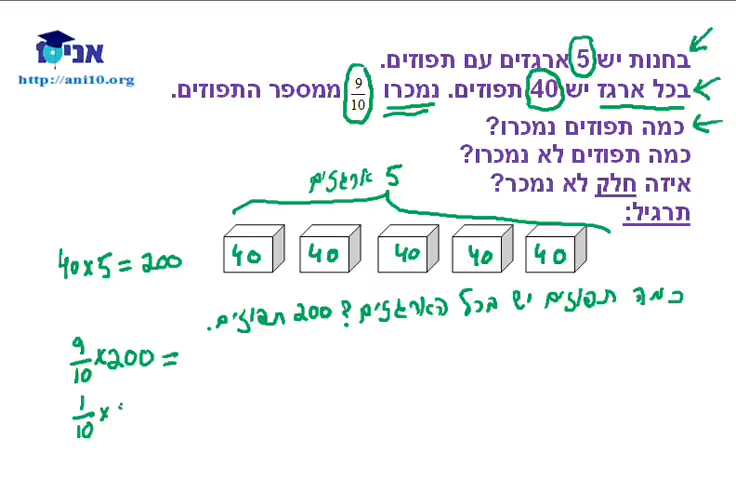 אני10
http://ani10.org
בחנות יש 5 ארגזים עם תפודים.
בכל ארגז יש 40 תפודים. נמכרו 9/10 ממספר התפודים.
כמה תפודים נמכרו?
כמה תפודים לא נמכרו?
איזה חלק לא נמכר?
תרגיל:
5 ארגזים
40 40 40 40 40
40x5=200
כמה תפוזים יש בכל הארגזים? 200 תפוזים.
9/10 x200=
1/10 x